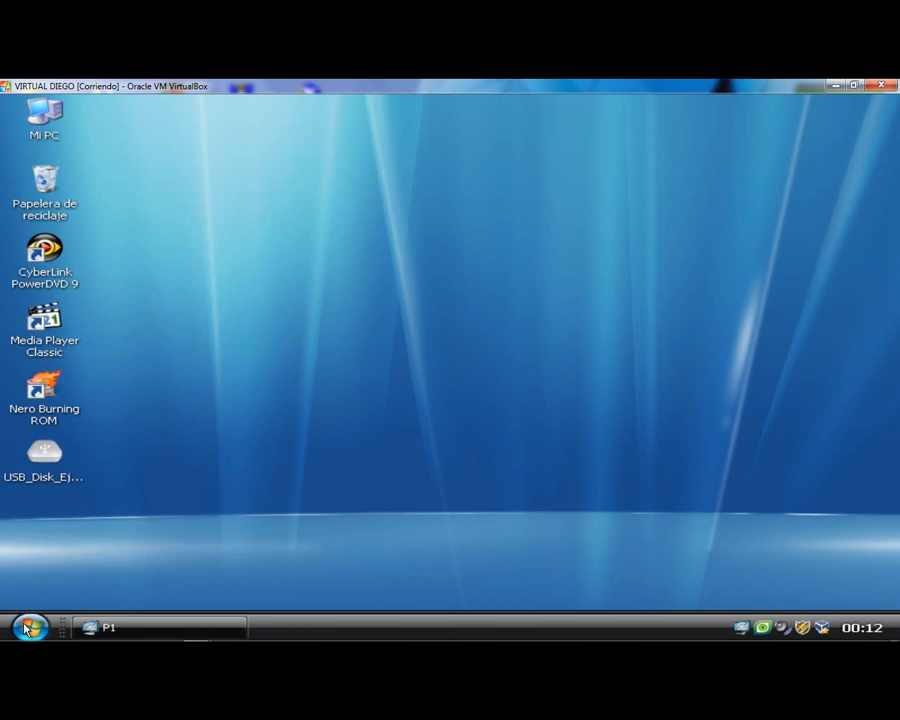 VIRTUAL DIEGO [Corriendo] - Oracle VM VirtualBox
Mi PC
Papelera de
reciclaje
CyberLink
PowerDVD 9
Media Player
Classic
Nero Burning
ROM
USB_Disk_Ej...
P1
00:12